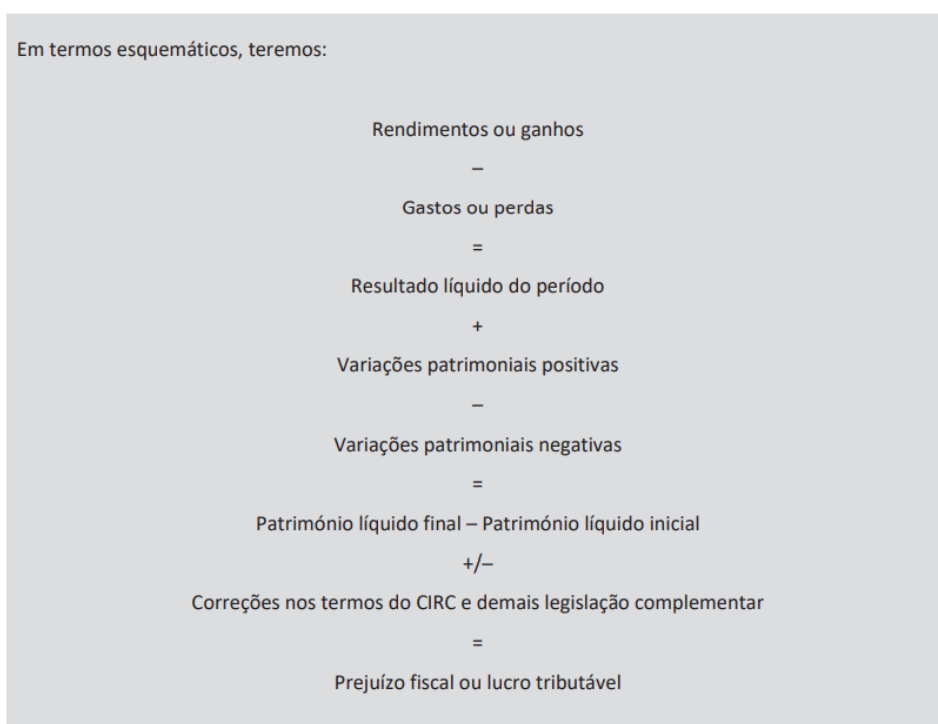 Em termos esquemáticos, teremos:
Rendimentos ou ganhos
–
Gastos ou perdas
=
Resultado líquido do período
+
Variações patrimoniais positivas
–
Variações patrimoniais negativas
=
Património líquido final – Património líquido inicial
+/–
Correções nos termos do CIRC e demais legislação complementar
=
Prejuízo fiscal ou lucro tributável